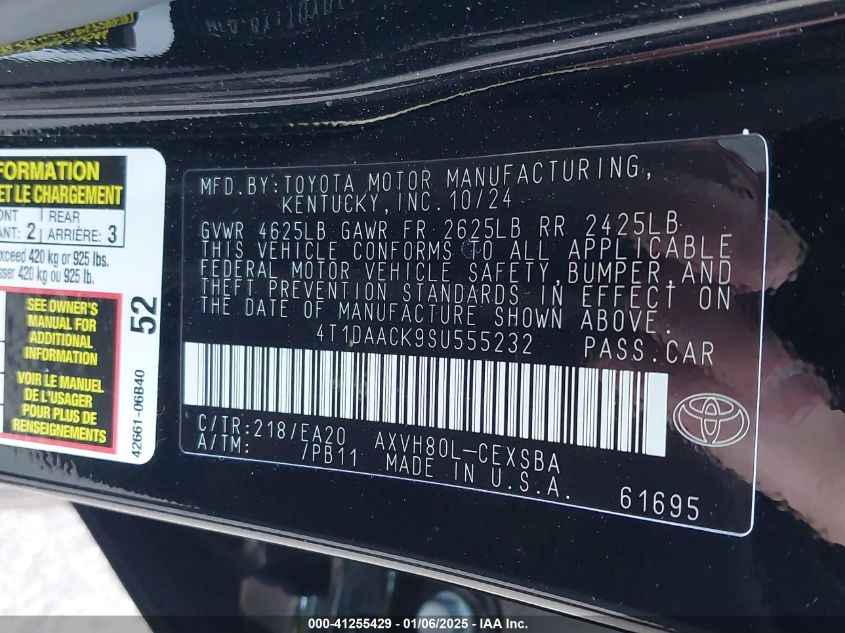 FORMATION
ET LE CHARGEMENT
ONT
ANT: 2
REAR
ARRIÈRE: 3
exceed 420 kg or 925 lbs.
sser 420 kg ou 925 lb.
SEE OWNER'S
MANUAL FOR
ADDITIONAL
INFORMATION
VOIR LE MANUEL
DE L'USAGER
POUR PLUS DE
RENSEIGNEMENTS
52
42661-06B40
MFD.BY:TOYOTA MOTOR MANUFACTURING,
KENTUCKY, INC. 10/24
GVWR 4625LB GAWR FR 2625LB RR 2425LB
THIS VEHICLE CONFORMS TO ALL APPLICABLE
FEDERAL MOTOR VEHICLE SAFETY, BUMPER, AND
THEFT PREVENTION STANDARDS IN EFFECT ON
THE DATE OF MANUFACTURE SHOWN ABOVE.
4T1DAACK9SU555232 PASS.CAR
C/TR:218/EA20 AXVH80L-CEXSBA
A/TM: /PB11 MADE IN U.S.A.
61695
000-41255429 - 01/06/2025 - IAA Inc.